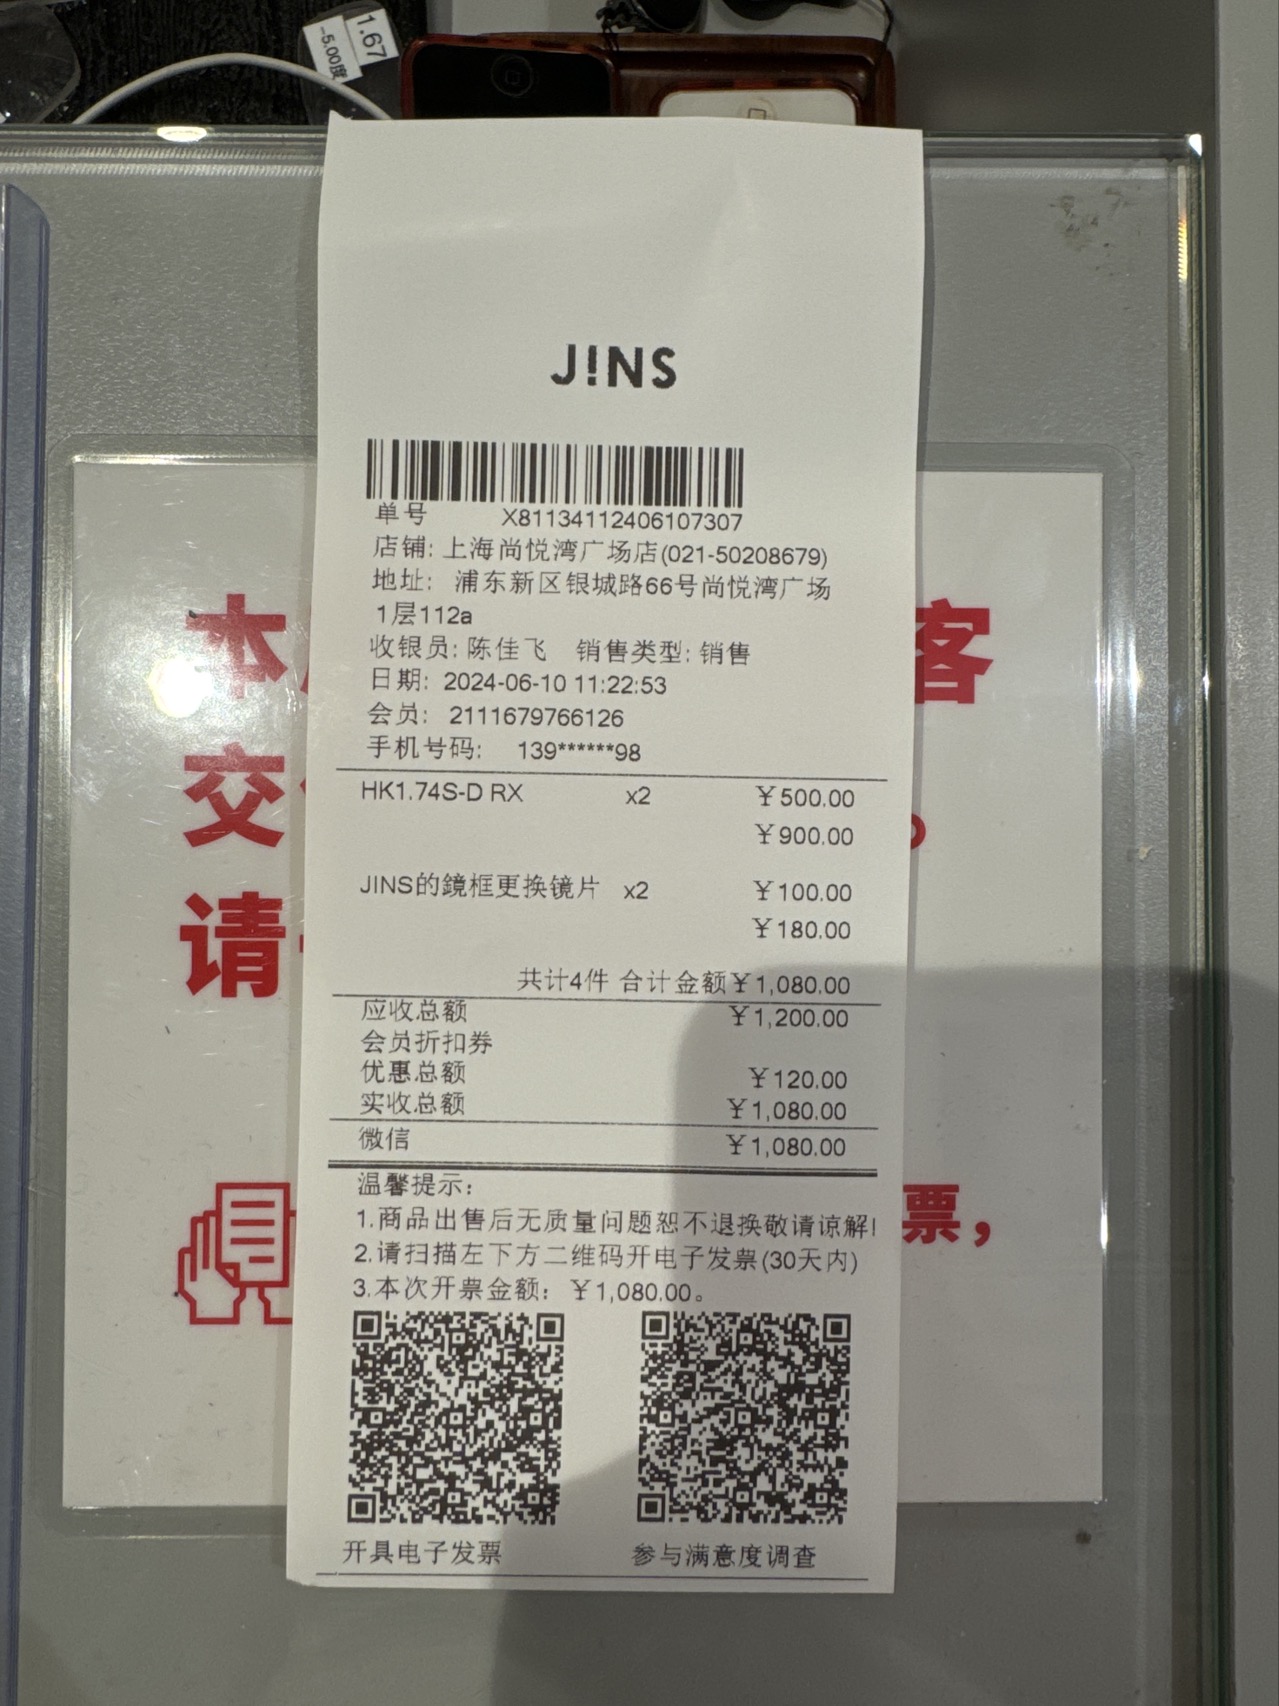 1.67
-5.00度
J!NS
单号 X81134112406107307
店铺: 上海尚悦湾广场店(021-50208679)
地址: 浦东新区银城路66号尚悦湾广场
1层112a
收银员: 陈佳飞 销售类型: 销售
日期: 2024-06-10 11:22:53
会员: 2111679766126
手机号码: 139******98
HK1.74S-D RX x2 ￥500.00
￥900.00
JINS的鏡框更换镜片 x2 ￥100.00
￥180.00
共计4件 合计金额￥1,080.00
应收总额 ￥1,200.00
会员折扣券
优惠总额 ￥120.00
实收总额 ￥1,080.00
微信 ￥1,080.00
温馨提示:
1.商品出售后无质量问题恕不退换敬请谅解!
2.请扫描左下方二维码开电子发票(30天内)
3.本次开票金额: ￥1,080.00。
开具电子发票 参与满意度调查
本 客
交 。
请
票，